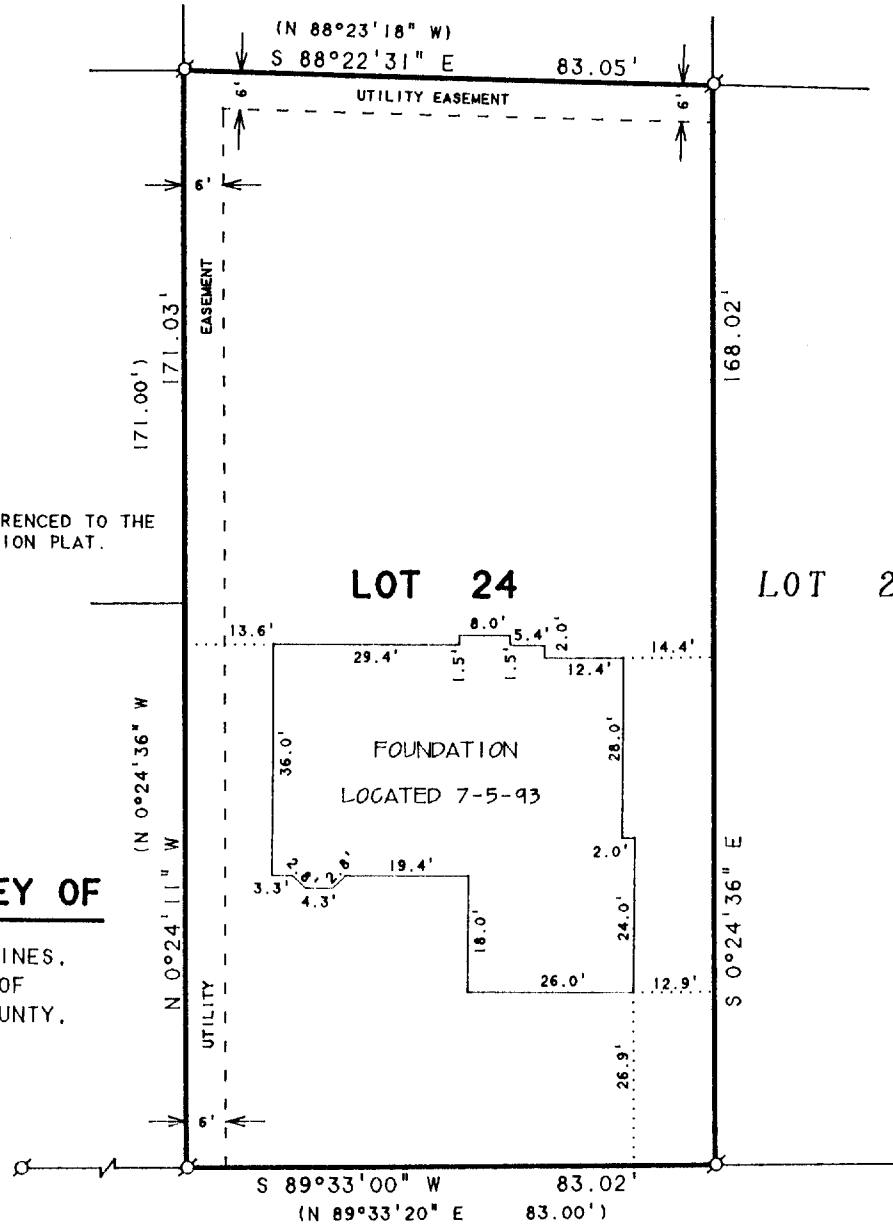 (N 88°23'18" W)
S 88°22'31" E 83.05'
UTILITY EASEMENT
6'
6'
6'
EASEMENT
171.03'
171.00')
168.02'
RENCED TO THE
ION PLAT.
LOT 24
LOT 2
13.6'
8.0'
5.4'
2.0'
14.4'
29.4'
1.5'
1.5'
12.4'
36.0'
28.0'
FOUNDATION
LOCATED 7-5-93
(N 0°24'36" W
N 0°24'11" W
2.0'
S 0°24'36" E
EY OF
3.3'
2.8'
2.8'
4.3'
19.4'
18.0'
24.0'
INES,
OF
UNTY,
26.0'
12.9'
UTILITY
26.9'
6'
S 89°33'00" W 83.02'
(N 89°33'20" E 83.00')